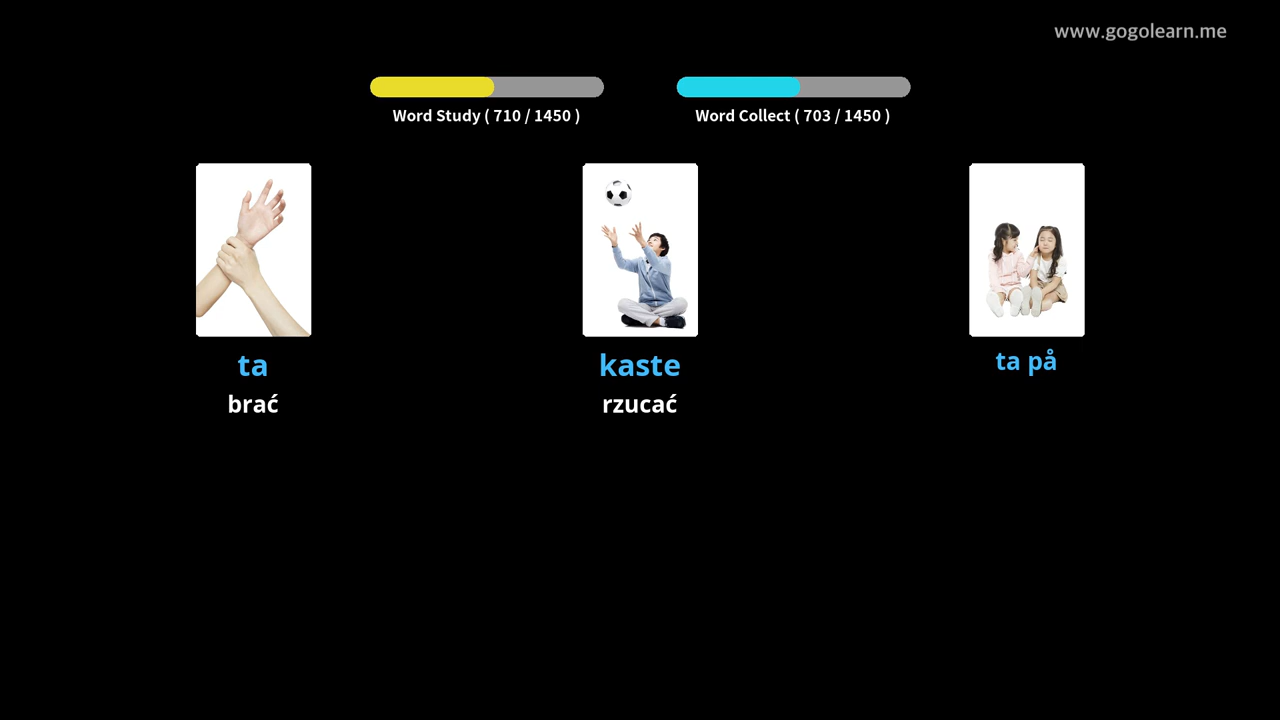 www.gogolearn.me
Word Study ( 710 / 1450 )
Word Collect ( 703 / 1450 )
ta
kaste
ta på
brać
rzucać